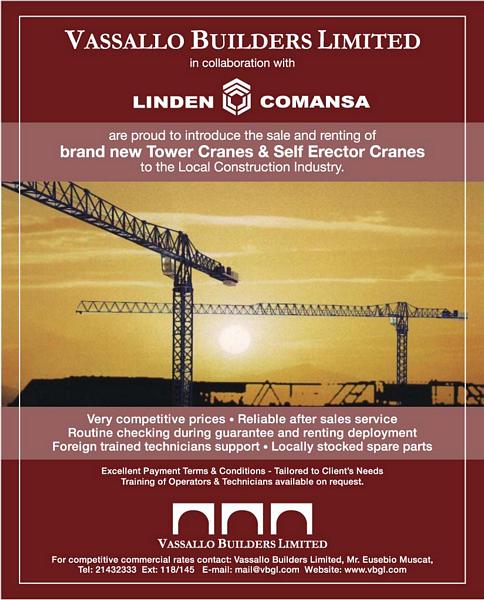 VASSALLO BUILDERS LIMITED
in collaboration with
LINDEN COMANSA
are proud to introduce the sale and renting of
brand new Tower Cranes & Self Erector Cranes
to the Local Construction Industry.
Very competitive prices • Reliable after sales service
Routine checking during guarantee and renting deployment
Foreign trained technicians support • Locally stocked spare parts
Excellent Payment Terms & Conditions - Tailored to Client's Needs
Training of Operators & Technicians available on request.
VASSALLO BUILDERS LIMITED
For competitive commercial rates contact: Vassallo Builders Limited, Mr. Eusebio Muscat,
Tel: 21432333 Ext: 118/145 E-mail: mail@vbgl.com Website: www.vbgl.com